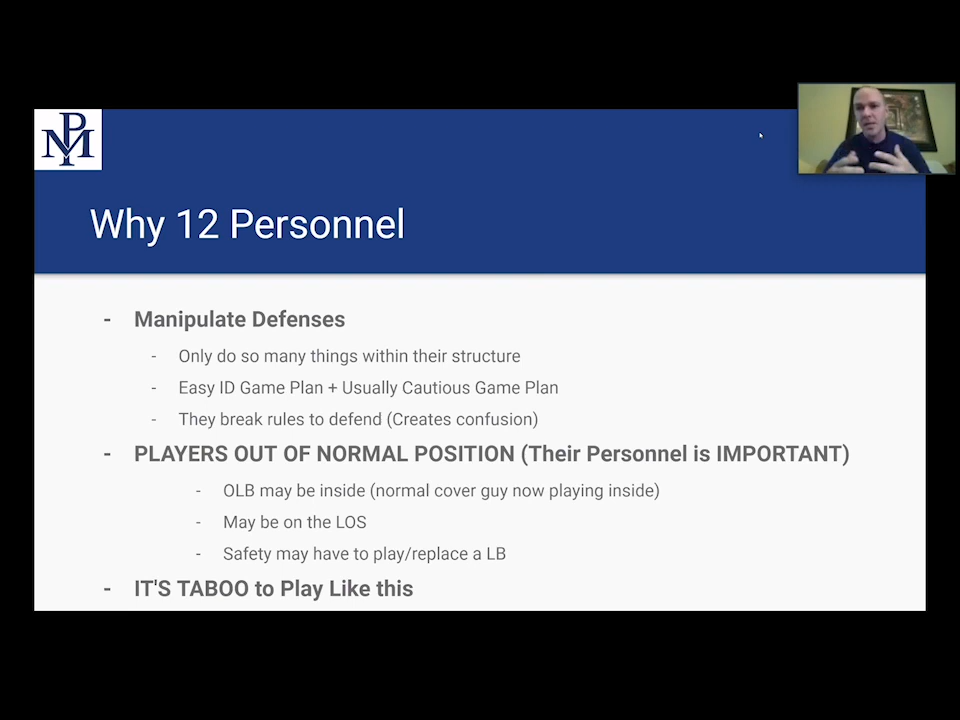 PM
Why 12 Personnel
- Manipulate Defenses
- Only do so many things within their structure
- Easy ID Game Plan + Usually Cautious Game Plan
- They break rules to defend (Creates confusion)
- PLAYERS OUT OF NORMAL POSITION (Their Personnel is IMPORTANT)
- OLB may be inside (normal cover guy now playing inside)
- May be on the LOS
- Safety may have to play/replace a LB
- IT'S TABOO to Play Like this